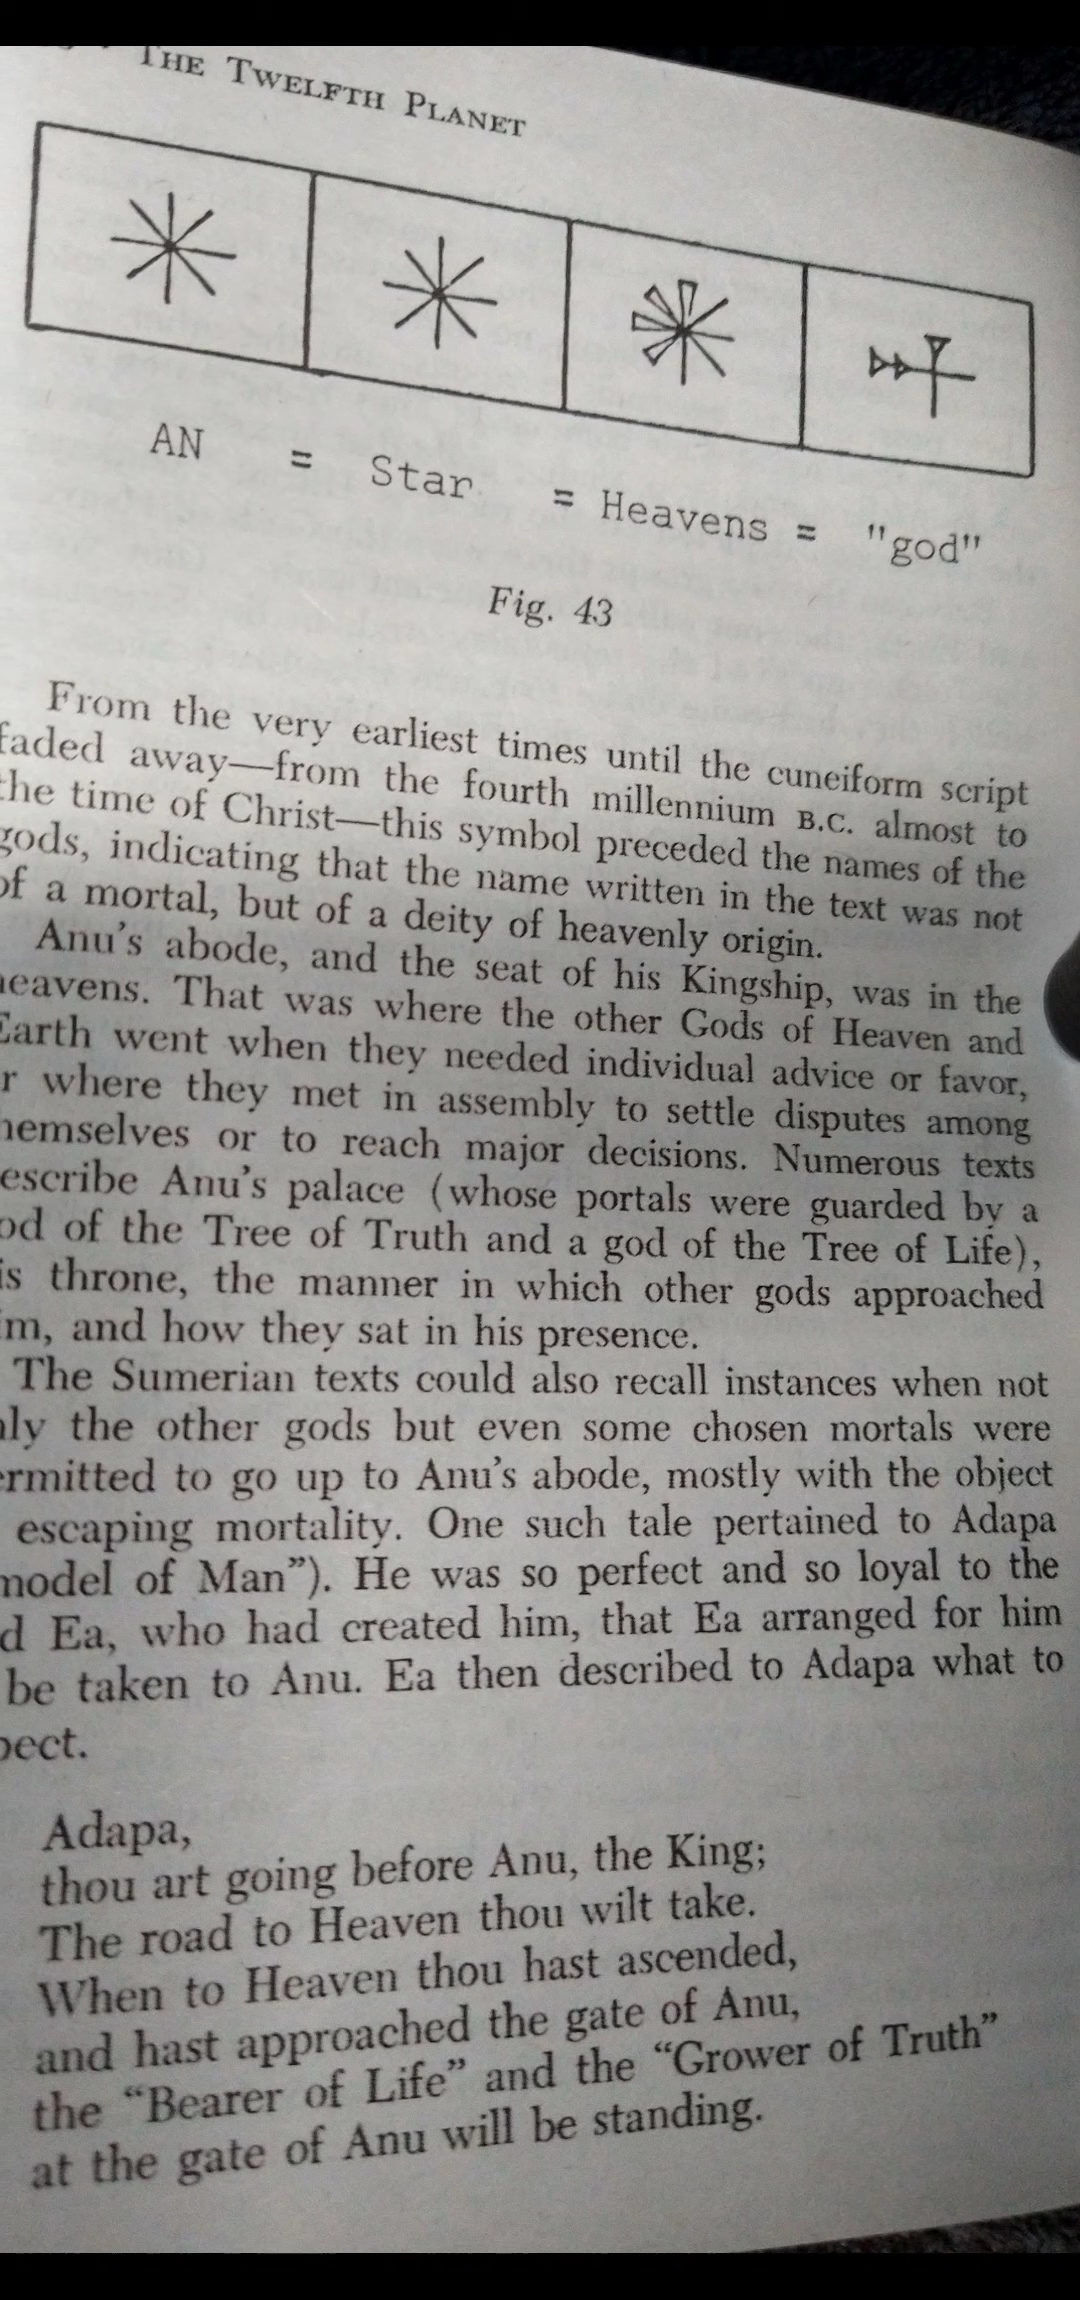 THE TWELFTH PLANET
AN = Star = Heavens = "god"
Fig. 43
From the very earliest times until the cuneiform script
faded away—from the fourth millennium B.C. almost to
the time of Christ—this symbol preceded the names of the
gods, indicating that the name written in the text was not
of a mortal, but of a deity of heavenly origin.
Anu's abode, and the seat of his Kingship, was in the
heavens. That was where the other Gods of Heaven and
Earth went when they needed individual advice or favor,
r where they met in assembly to settle disputes among
hemselves or to reach major decisions. Numerous texts
escribe Anu's palace (whose portals were guarded by a
od of the Tree of Truth and a god of the Tree of Life),
is throne, the manner in which other gods approached
im, and how they sat in his presence.
The Sumerian texts could also recall instances when not
nly the other gods but even some chosen mortals were
ermitted to go up to Anu's abode, mostly with the object
escaping mortality. One such tale pertained to Adapa
model of Man"). He was so perfect and so loyal to the
d Ea, who had created him, that Ea arranged for him
be taken to Anu. Ea then described to Adapa what to
pect.
Adapa,
thou art going before Anu, the King;
The road to Heaven thou wilt take.
When to Heaven thou hast ascended,
and hast approached the gate of Anu,
the "Bearer of Life" and the "Grower of Truth"
at the gate of Anu will be standing.